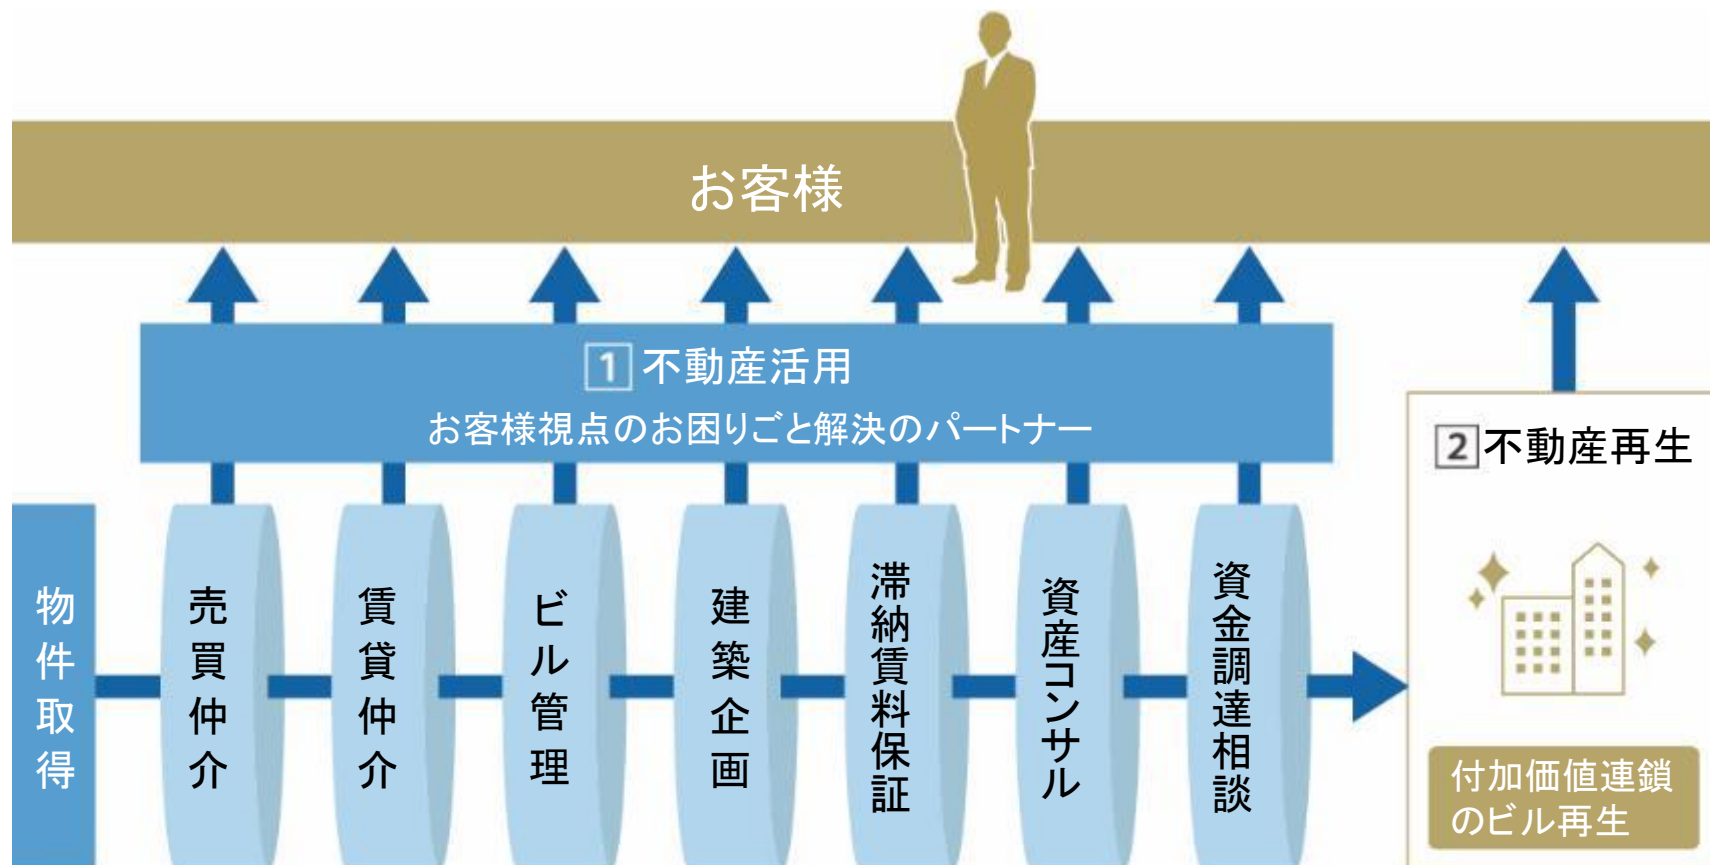 お客様
1 不動産活用
お客様視点のお困りごと解決のパートナー
2 不動産再生
物件取得
売買仲介
賃貸仲介
ビル管理
建築企画
滞納賃料保証
資産コンサル
資金調達相談
付加価値連鎖
のビル再生